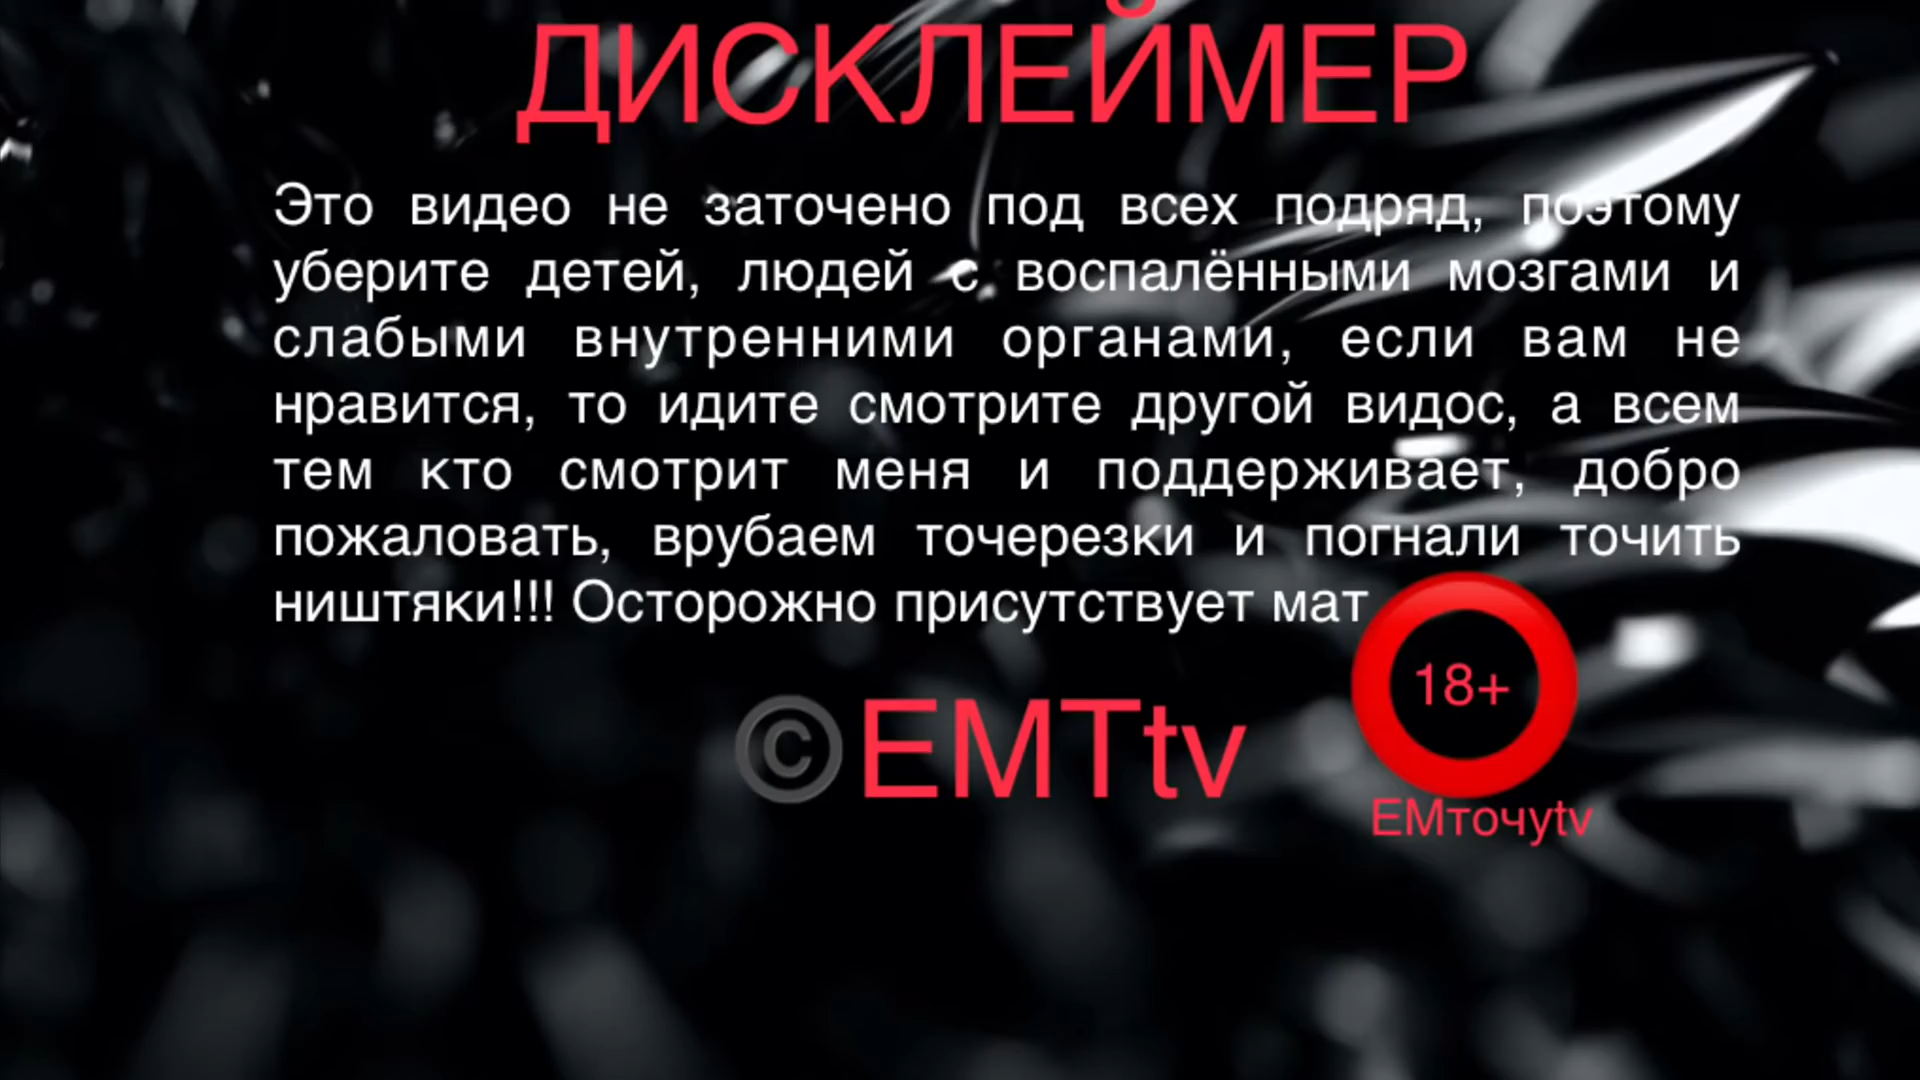 ДИСКЛЕЙМЕР
Это видео не заточено под всех подряд, поэтому
уберите детей, людей с воспалёнными мозгами и
слабыми внутренними органами, если вам не
нравится, то идите смотрите другой видос, а всем
тем кто смотрит меня и поддерживает, добро
пожаловать, врубаем точерезки и погнали точить
ништяки!!! Осторожно присутствует мат
18+
©EMTtv
ЕМточуtv